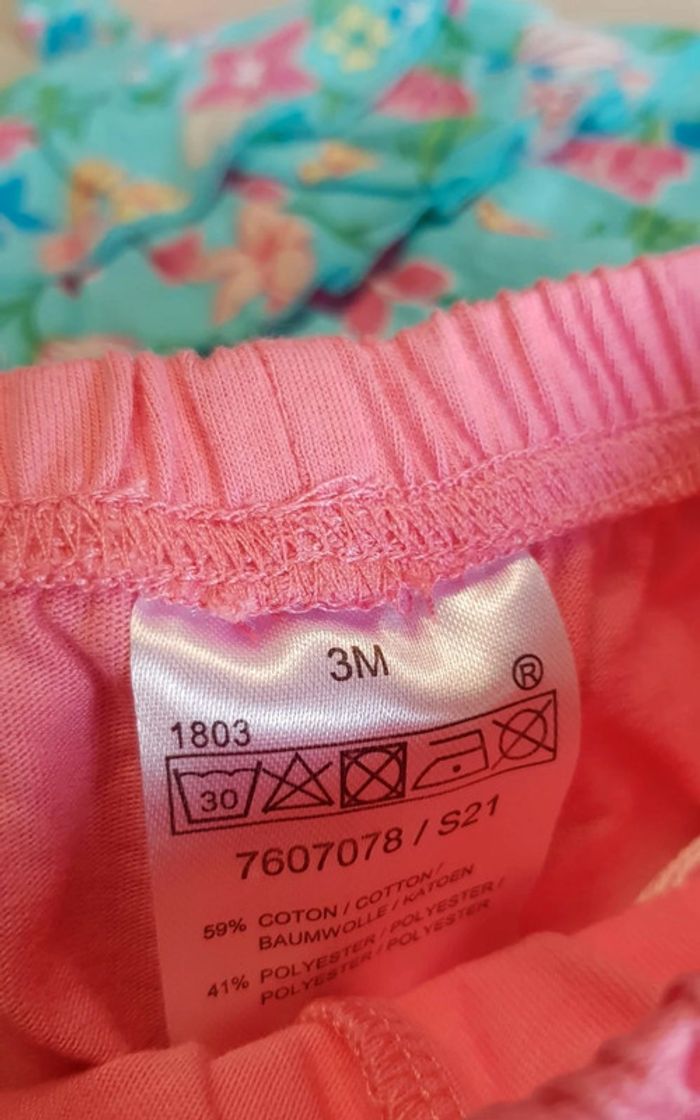 3M
®
1803
30
7607078 / S21
59% COTON / COTTON /
BAUMWOLLE / KATOEN
41% POLYESTER / POLYESTER /
POLYESTER / POLYESTER